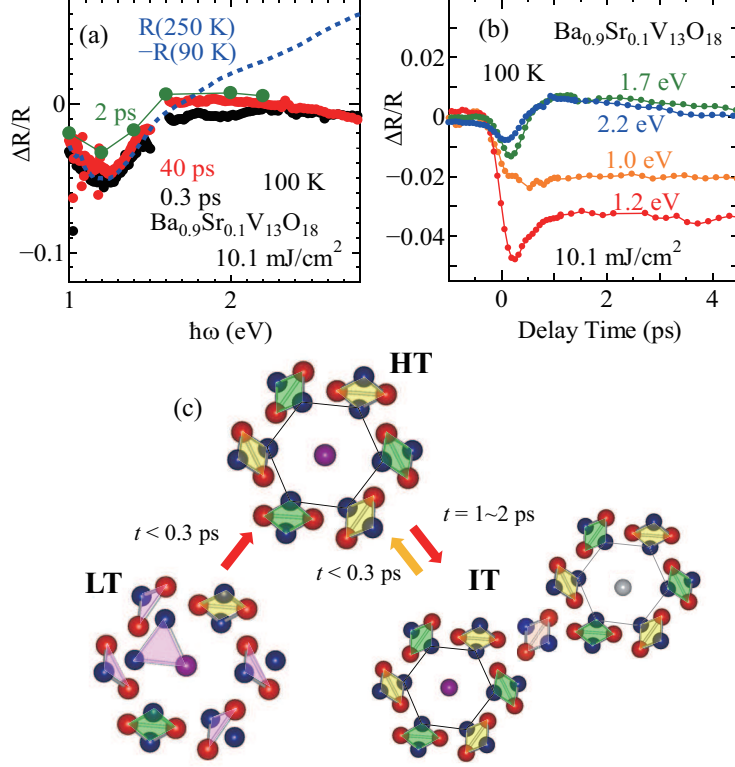 (a)
R(250 K)
−R(90 K)
2 ps
40 ps
0.3 ps
100 K
Ba0.9Sr0.1V13O18
10.1 mJ/cm2
ΔR/R
0
−0.1
1
2
ħω (eV)
(b)
Ba0.9Sr0.1V13O18
100 K
1.7 eV
2.2 eV
1.0 eV
1.2 eV
10.1 mJ/cm2
ΔR/R
0.02
0.00
−0.02
−0.04
0
2
4
Delay Time (ps)
(c)
HT
t < 0.3 ps
t = 1~2 ps
t < 0.3 ps
LT
IT